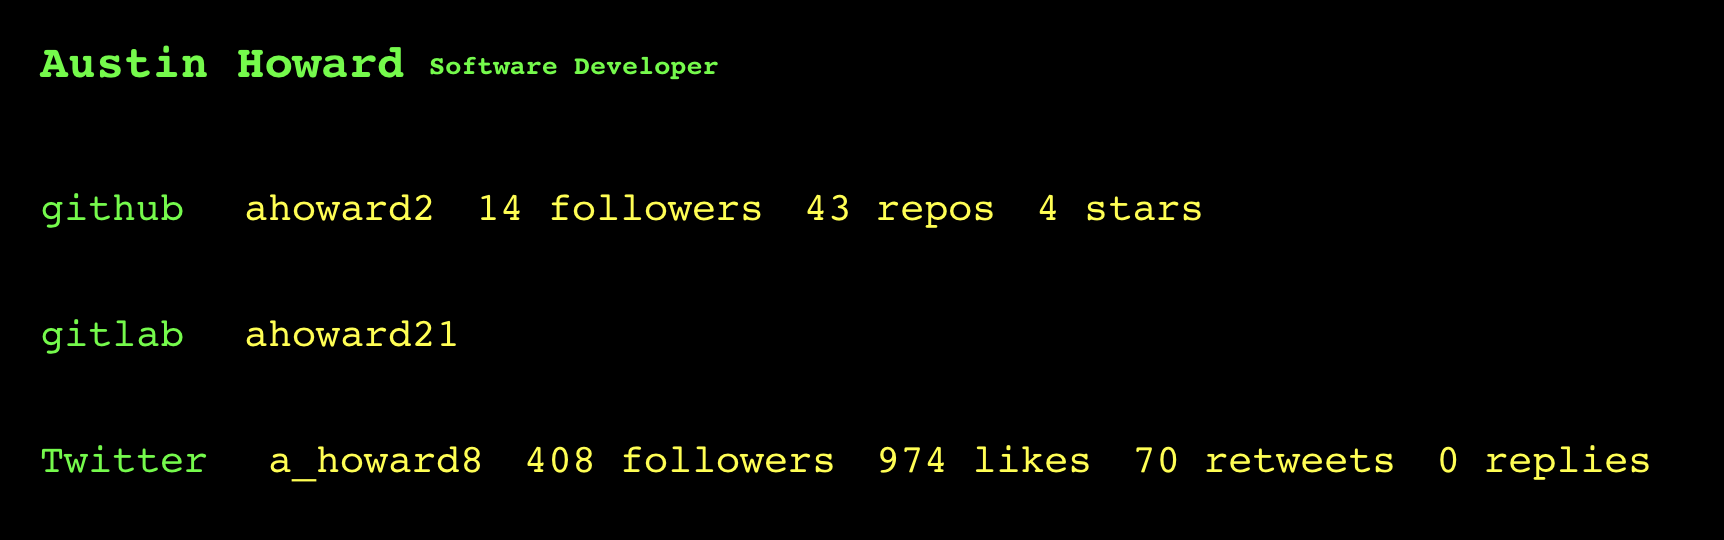 Austin Howard Software Developer
github ahoward2 14 followers 43 repos 4 stars
gitlab ahoward21
Twitter a_howard8 408 followers 974 likes 70 retweets 0 replies